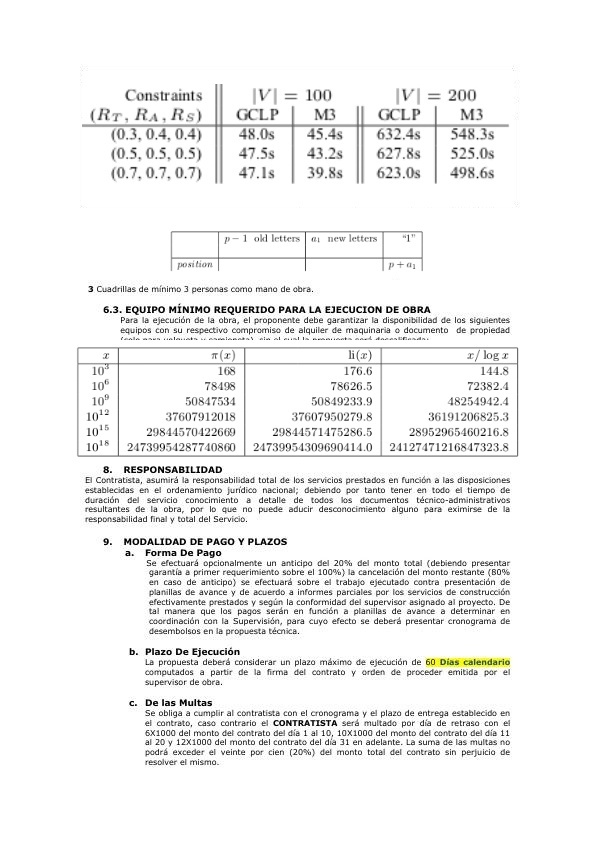 Constraints |V| = 100 |V| = 200
(R_T, R_A, R_S) GCLP M3 GCLP M3
(0.3, 0.4, 0.4) 48.0s 45.4s 632.4s 548.3s
(0.5, 0.5, 0.5) 47.5s 43.2s 627.8s 525.0s
(0.7, 0.7, 0.7) 47.1s 39.8s 623.0s 498.6s
p − 1 old letters a₁ new letters “1”
position p + a₁
3 Cuadrillas de mínimo 3 personas como mano de obra.
6.3. EQUIPO MÍNIMO REQUERIDO PARA LA EJECUCION DE OBRA
Para la ejecución de la obra, el proponente debe garantizar la disponibilidad de los siguientes
equipos con su respectivo compromiso de alquiler de maquinaria o documento de propiedad
(solo para volqueta y camioneta), sin el cual la propuesta será descalificada:
x π(x) li(x) x/ log x
10³ 168 176.6 144.8
10⁶ 78498 78626.5 72382.4
10⁹ 50847534 50849233.9 48254942.4
10¹² 37607912018 37607950279.8 36191206825.3
10¹⁵ 29844570422669 29844571475286.5 28952965460216.8
10¹⁸ 24739954287740860 24739954309690414.0 24127471216847323.8
8. RESPONSABILIDAD
El Contratista, asumirá la responsabilidad total de los servicios prestados en función a las disposiciones
establecidas en el ordenamiento jurídico nacional; debiendo por tanto tener en todo el tiempo de
duración del servicio conocimiento a detalle de todos los documentos técnico-administrativos
resultantes de la obra, por lo que no puede aducir desconocimiento alguno para eximirse de la
responsabilidad final y total del Servicio.
9. MODALIDAD DE PAGO Y PLAZOS
a. Forma De Pago
Se efectuará opcionalmente un anticipo del 20% del monto total (debiendo presentar
garantía a primer requerimiento sobre el 100%) la cancelación del monto restante (80%
en caso de anticipo) se efectuará sobre el trabajo ejecutado contra presentación de
planillas de avance y de acuerdo a informes parciales por los servicios de construcción
efectivamente prestados y según la conformidad del supervisor asignado al proyecto. De
tal manera que los pagos serán en función a planillas de avance a determinar en
coordinación con la Supervisión, para cuyo efecto se deberá presentar cronograma de
desembolsos en la propuesta técnica.
b. Plazo De Ejecución
La propuesta deberá considerar un plazo máximo de ejecución de 60 Días calendario
computados a partir de la firma del contrato y orden de proceder emitida por el
supervisor de obra.
c. De las Multas
Se obliga a cumplir al contratista con el cronograma y el plazo de entrega establecido en
el contrato, caso contrario el CONTRATISTA será multado por día de retraso con el
6X1000 del monto del contrato del día 1 al 10, 10X1000 del monto del contrato del día 11
al 20 y 12X1000 del monto del contrato del día 31 en adelante. La suma de las multas no
podrá exceder el veinte por cien (20%) del monto total del contrato sin perjuicio de
resolver el mismo.